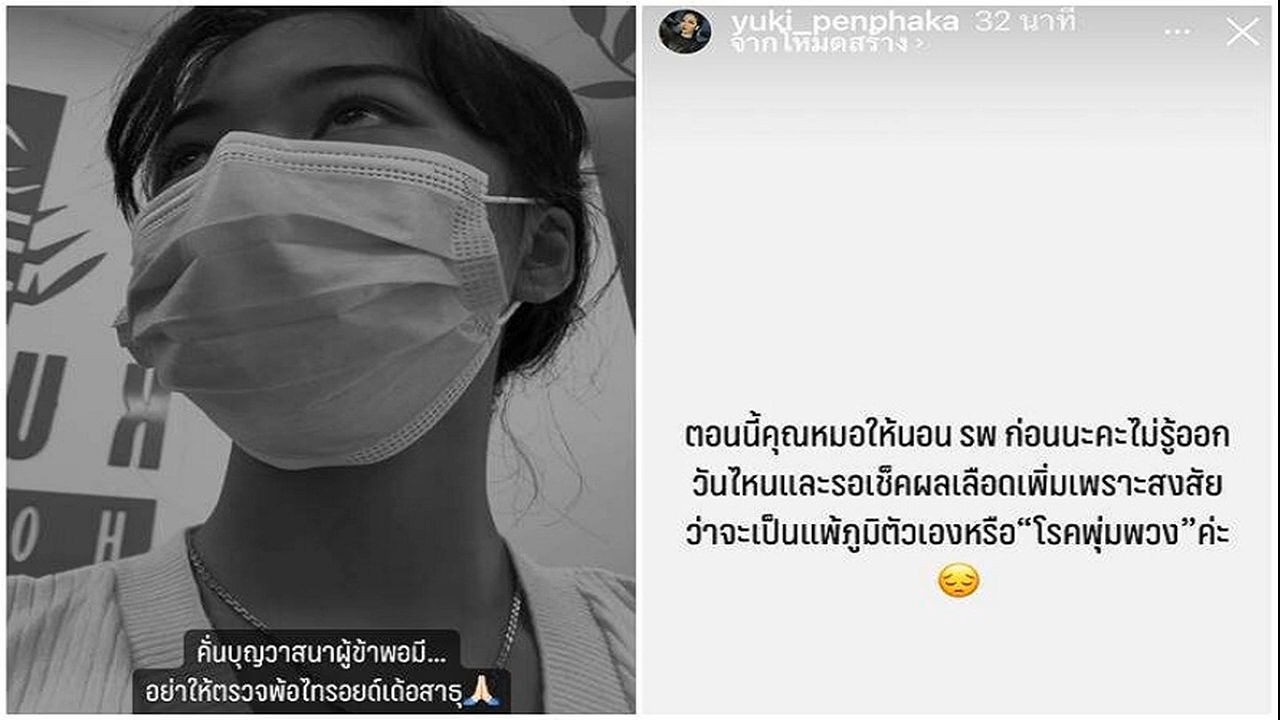 U X
O H
คั่นบุญวาสนาผู้ข้าพอมี...
อย่าให้ตรวจพ้อไทรอยด์เด้อสาธุ🙏🏻
yuki_penphaka 32 นาที
จากโหมดสร้าง ›
ตอนนี้คุณหมอให้นอน รพ ก่อนนะคะไม่รู้ออก
วันไหนและรอเช็คผลเลือดเพิ่มเพราะสงสัย
ว่าจะเป็นแพ้ภูมิตัวเองหรือ“โรคพุ่มพวง”ค่ะ
😔